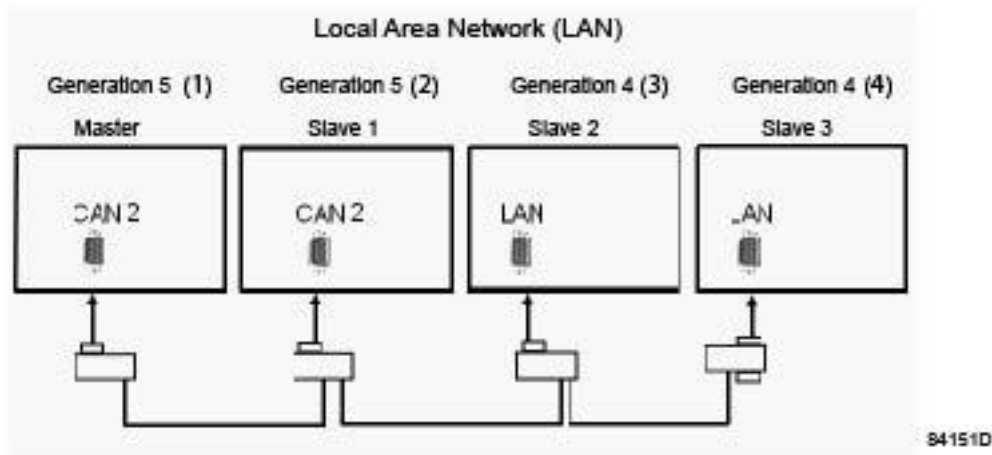 Local Area Network (LAN)
Generation 5 (1) Generation 5 (2) Generation 4 (3) Generation 4 (4)
Master Slave 1 Slave 2 Slave 3
CAN 2 CAN 2 LAN LAN
84151D